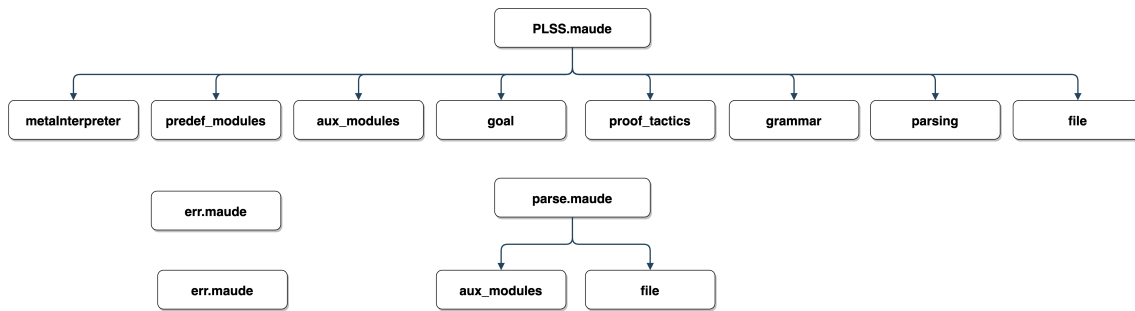 PLSS.maude
metaInterpreter
predef_modules
aux_modules
goal
proof_tactics
grammar
parsing
file
err.maude
parse.maude
err.maude
aux_modules
file